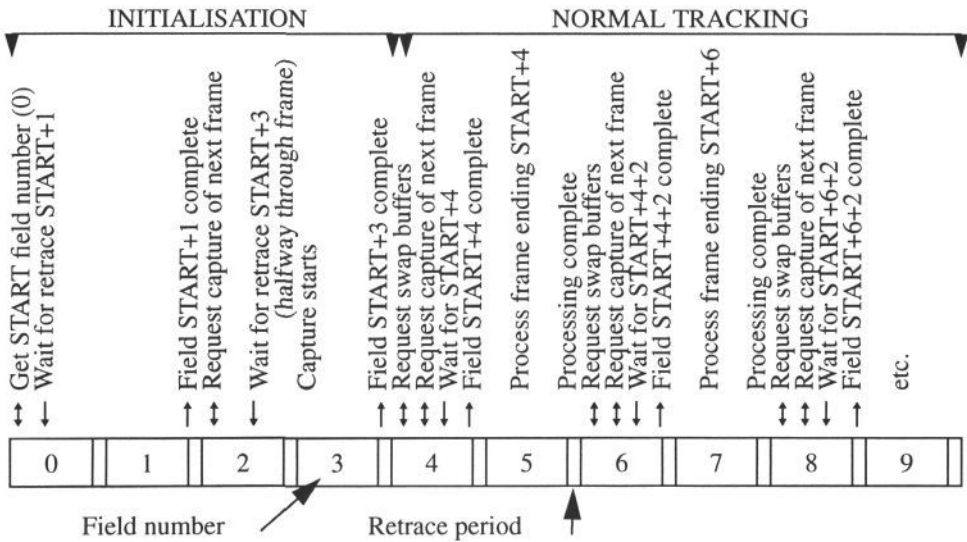 INITIALISATION
NORMAL TRACKING
Get START field number (0)
Wait for retrace START+1
Field START+1 complete
Request capture of next frame
Wait for retrace START+3
(halfway through frame)
Capture starts
Field START+3 complete
Request swap buffers
Request capture of next frame
Wait for START+4
Field START+4 complete
Process frame ending START+4
Processing complete
Request swap buffers
Request capture of next frame
Wait for START+4+2
Field START+4+2 complete
Process frame ending START+6
Processing complete
Request swap buffers
Request capture of next frame
Wait for START+6+2
Field START+6+2 complete
etc.
0 1 2 3 4 5 6 7 8 9
Field number
Retrace period